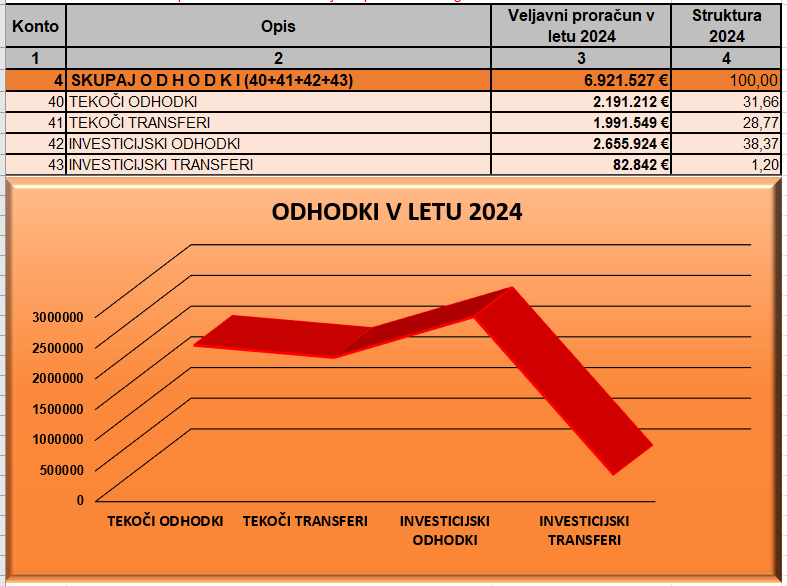 Konto Opis Veljavni proračun v letu 2024 Struktura 2024
1 2 3 4
4 SKUPAJ O D H O D K I (40+41+42+43) 6.921.527 € 100,00
40 TEKOČI ODHODKI 2.191.212 € 31,66
41 TEKOČI TRANSFERI 1.991.549 € 28,77
42 INVESTICIJSKI ODHODKI 2.655.924 € 38,37
43 INVESTICIJSKI TRANSFERI 82.842 € 1,20
ODHODKI V LETU 2024
3000000
2500000
2000000
1500000
1000000
500000
0
TEKOČI ODHODKI TEKOČI TRANSFERI INVESTICIJSKI ODHODKI INVESTICIJSKI TRANSFERI